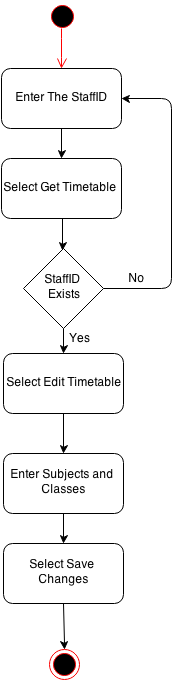 Enter The StaffID
Select Get Timetable
StaffID
Exists
No
Yes
Select Edit Timetable
Enter Subjects and
Classes
Select Save
Changes